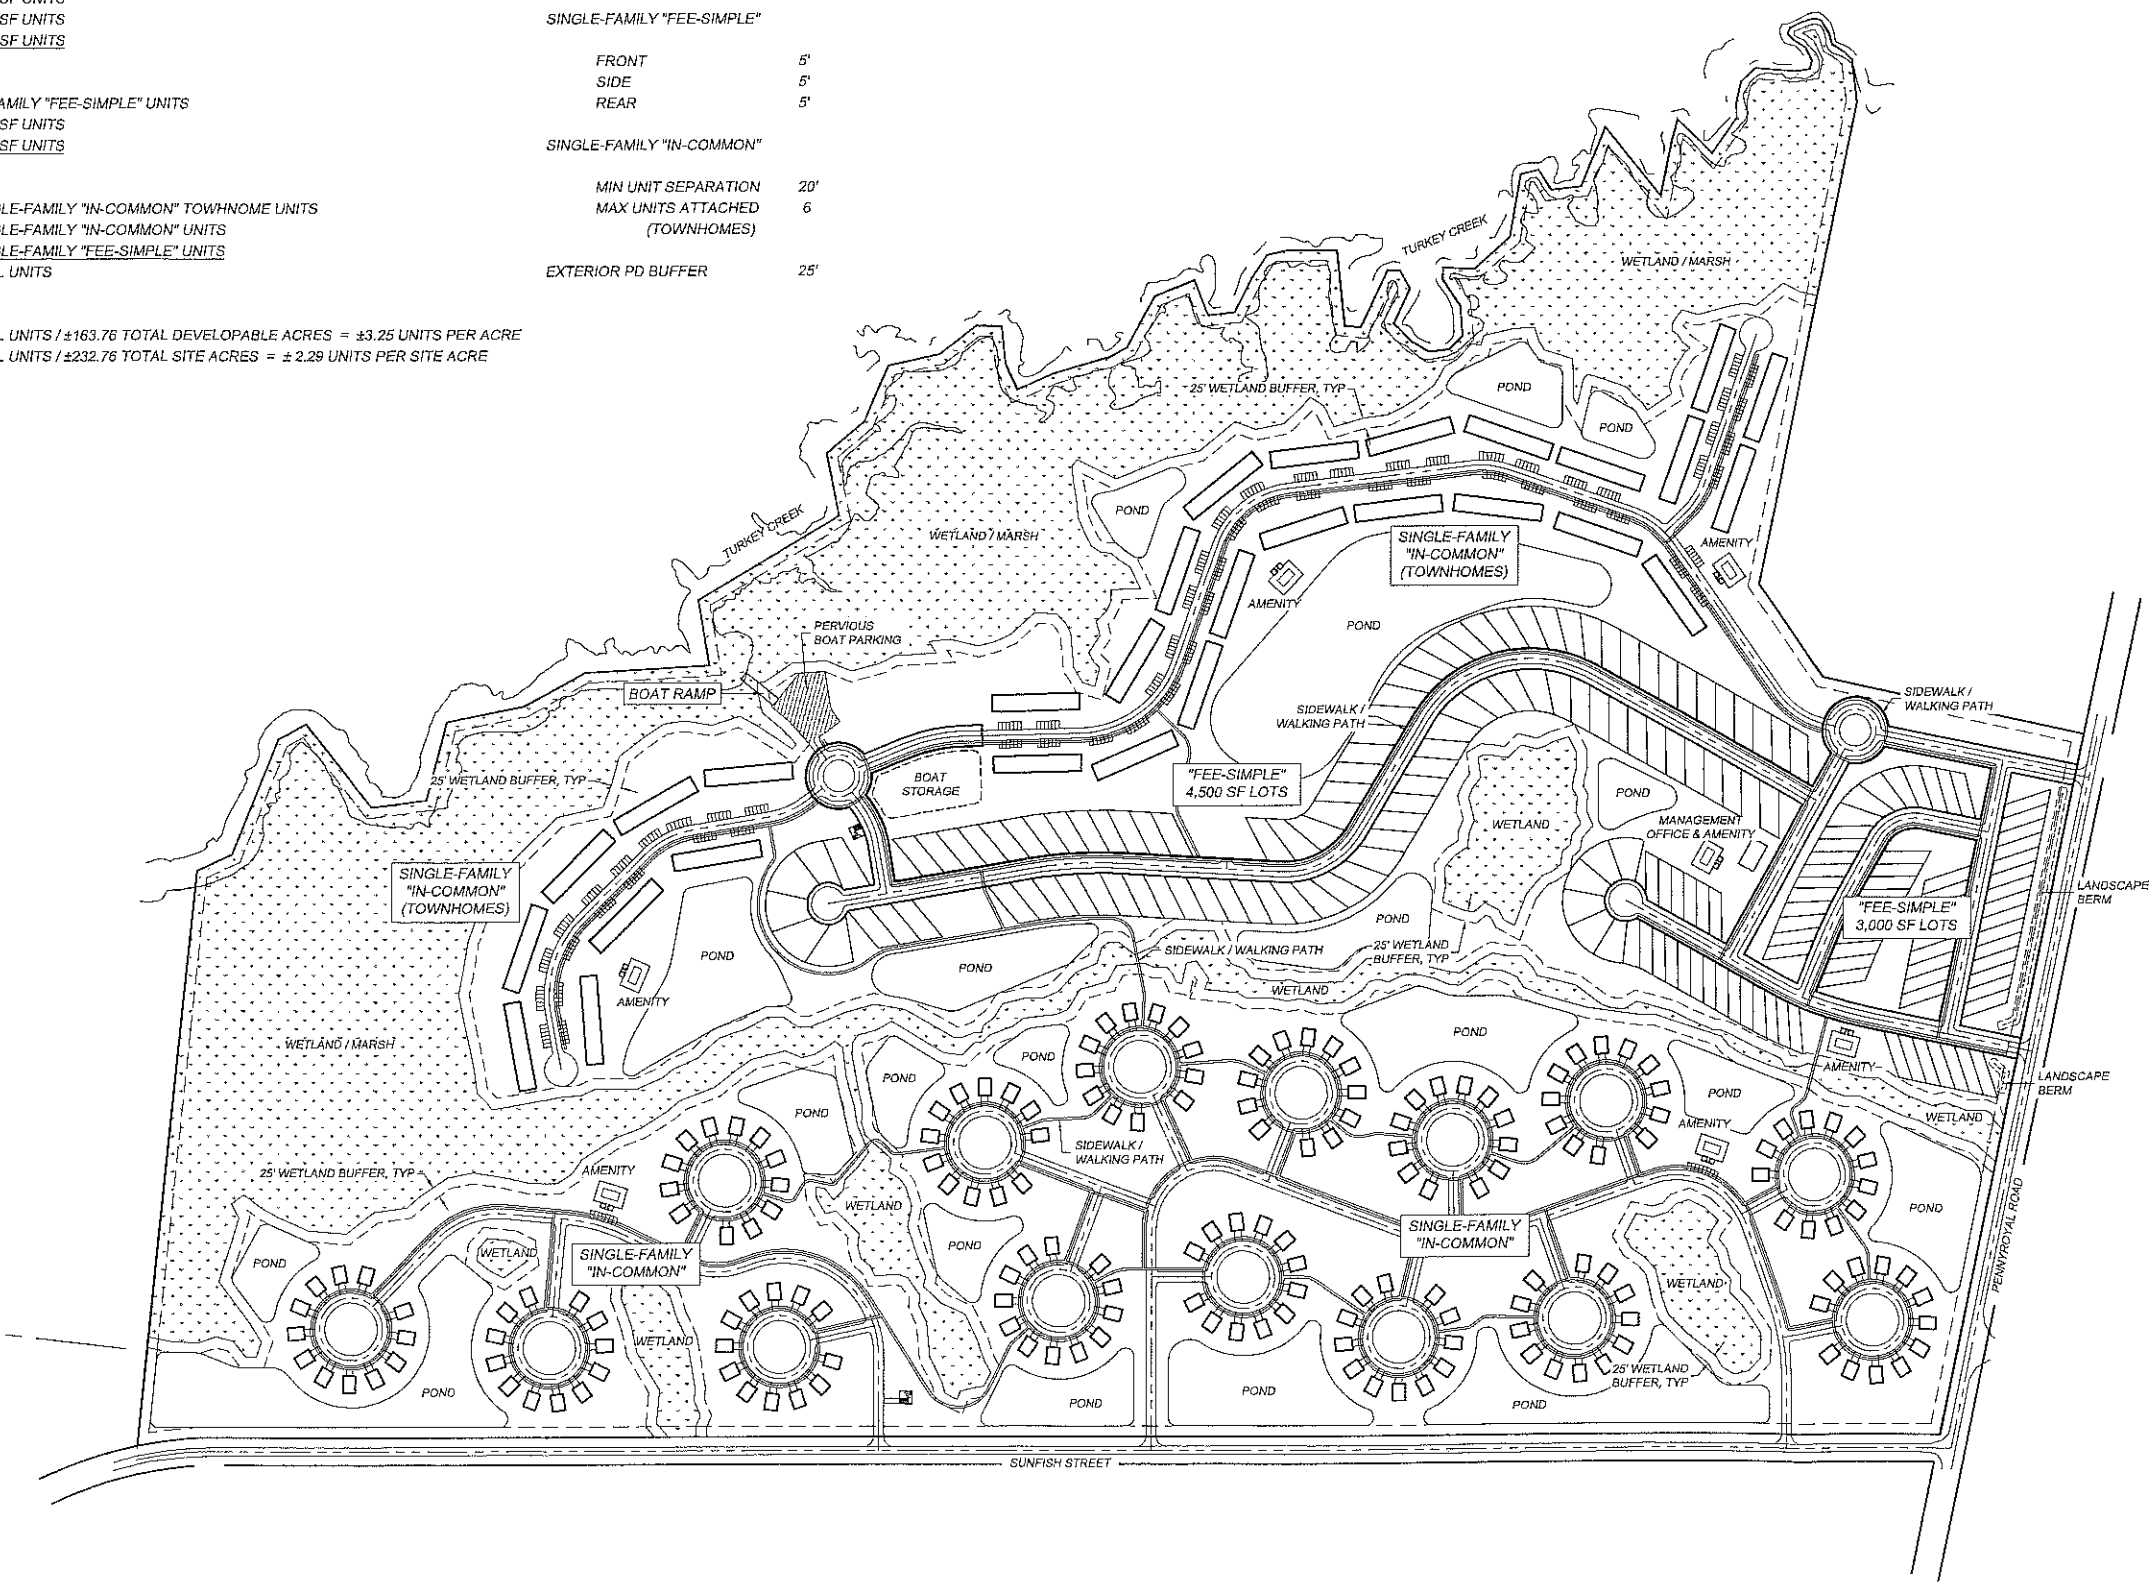 SF UNITS
SF UNITS
AMILY "FEE-SIMPLE" UNITS
SF UNITS
SF UNITS
LE-FAMILY "IN-COMMON" TOWHNOME UNITS
LE-FAMILY "IN-COMMON" UNITS
LE-FAMILY "FEE-SIMPLE" UNITS
L UNITS
L UNITS / ±163.76 TOTAL DEVELOPABLE ACRES = ±3.25 UNITS PER ACRE
L UNITS / ±232.76 TOTAL SITE ACRES = ± 2.29 UNITS PER SITE ACRE
SINGLE-FAMILY "FEE-SIMPLE"
FRONT 5'
SIDE 5'
REAR 5'
SINGLE-FAMILY "IN-COMMON"
MIN UNIT SEPARATION 20'
MAX UNITS ATTACHED 6
(TOWNHOMES)
EXTERIOR PD BUFFER 25'
TURKEY CREEK
WETLAND / MARSH
25' WETLAND BUFFER, TYP
POND
POND
POND
TURKEY CREEK
WETLAND / MARSH
SINGLE-FAMILY
"IN-COMMON"
(TOWNHOMES)
AMENITY
AMENITY
POND
PERVIOUS
BOAT PARKING
BOAT RAMP
SIDEWALK /
WALKING PATH
SIDEWALK /
WALKING PATH
25' WETLAND BUFFER, TYP
BOAT
STORAGE
"FEE-SIMPLE"
4,500 SF LOTS
POND
WETLAND
MANAGEMENT
OFFICE & AMENITY
SINGLE-FAMILY
"IN-COMMON"
(TOWNHOMES)
LANDSCAPE
BERM
"FEE-SIMPLE"
3,000 SF LOTS
POND
POND
POND
SIDEWALK / WALKING PATH
25' WETLAND
BUFFER, TYP
AMENITY
WETLAND
WETLAND / MARSH
POND
POND
POND
POND
AMENITY
POND
LANDSCAPE
BERM
WETLAND
AMENITY
SIDEWALK /
WALKING PATH
25' WETLAND BUFFER, TYP
AMENITY
WETLAND
POND
PENNYROYAL ROAD
POND
WETLAND
SINGLE-FAMILY
"IN-COMMON"
POND
SINGLE-FAMILY
"IN-COMMON"
WETLAND
WETLAND
25' WETLAND
BUFFER, TYP
POND
POND
POND
POND
SUNFISH STREET